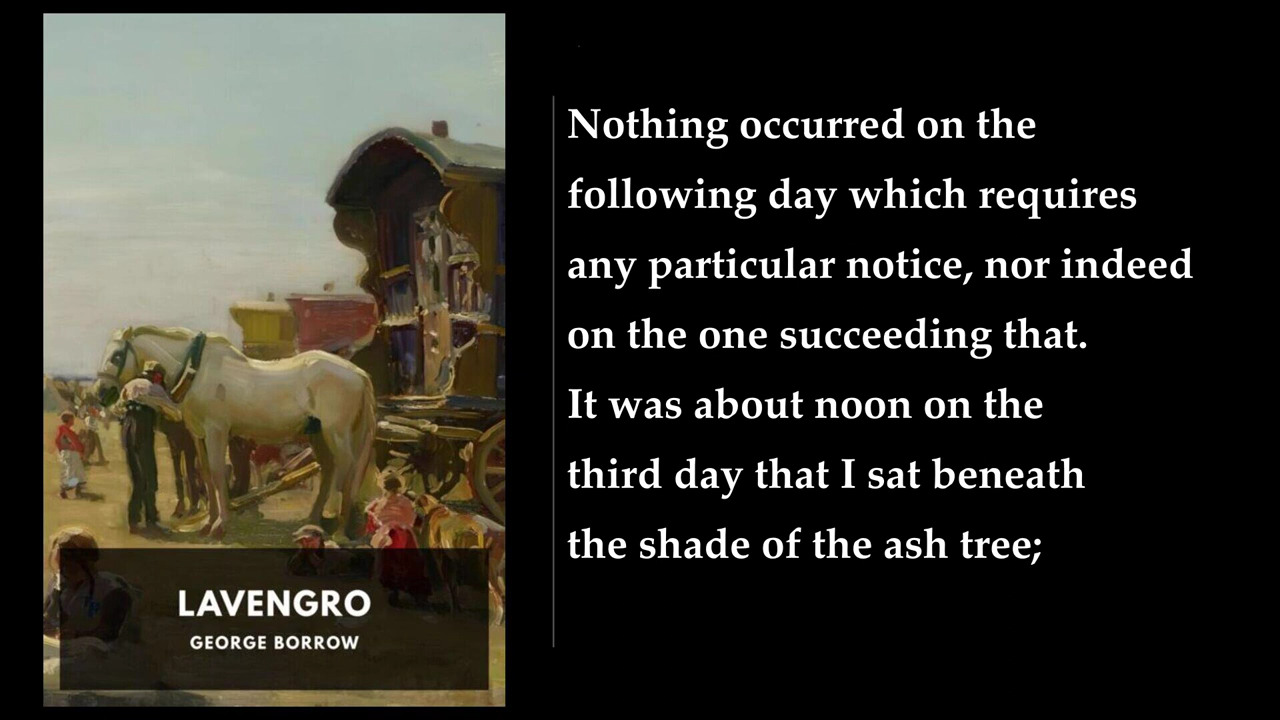 LAVENGRO
GEORGE BORROW
Nothing occurred on the
following day which requires
any particular notice, nor indeed
on the one succeeding that.
It was about noon on the
third day that I sat beneath
the shade of the ash tree;